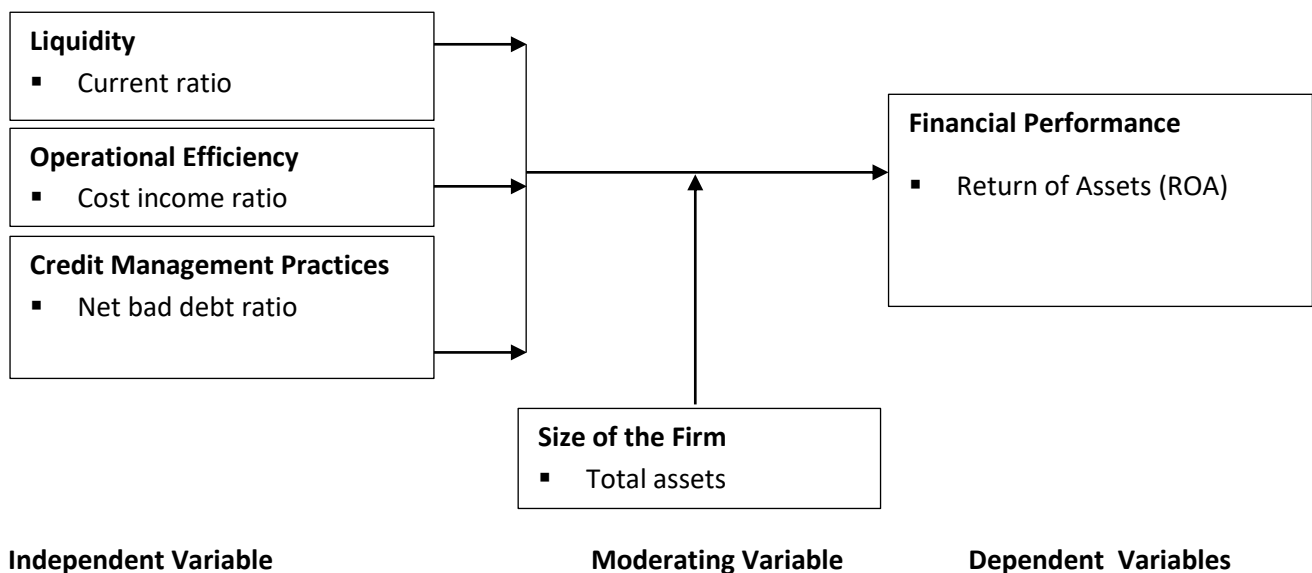 Liquidity
▪ Current ratio
Operational Efficiency
▪ Cost income ratio
Credit Management Practices
▪ Net bad debt ratio
Financial Performance
▪ Return of Assets (ROA)
Size of the Firm
▪ Total assets
Independent Variable Moderating Variable Dependent Variables